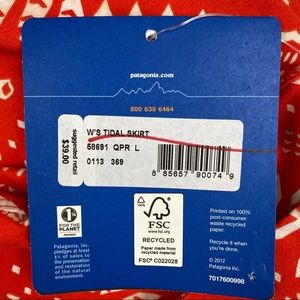 patagonia.com
800 638 6464
suggested retail
$39.00
W'S TIDAL SKIRT
58691 QPR L
0113 369
8 85657 90074 9
1%
FOR THE
PLANET
Patagonia, Inc.
pledges at least
1% of sales to
the preservation
and restoration
of the natural
environment.
FSC
RECYCLED
Paper made from
recycled material
FSC® C022028
Printed on 100%
post-consumer
waste recycled
paper.
Recycle it when
you're done.
© 2012
Patagonia, Inc.
7017600998